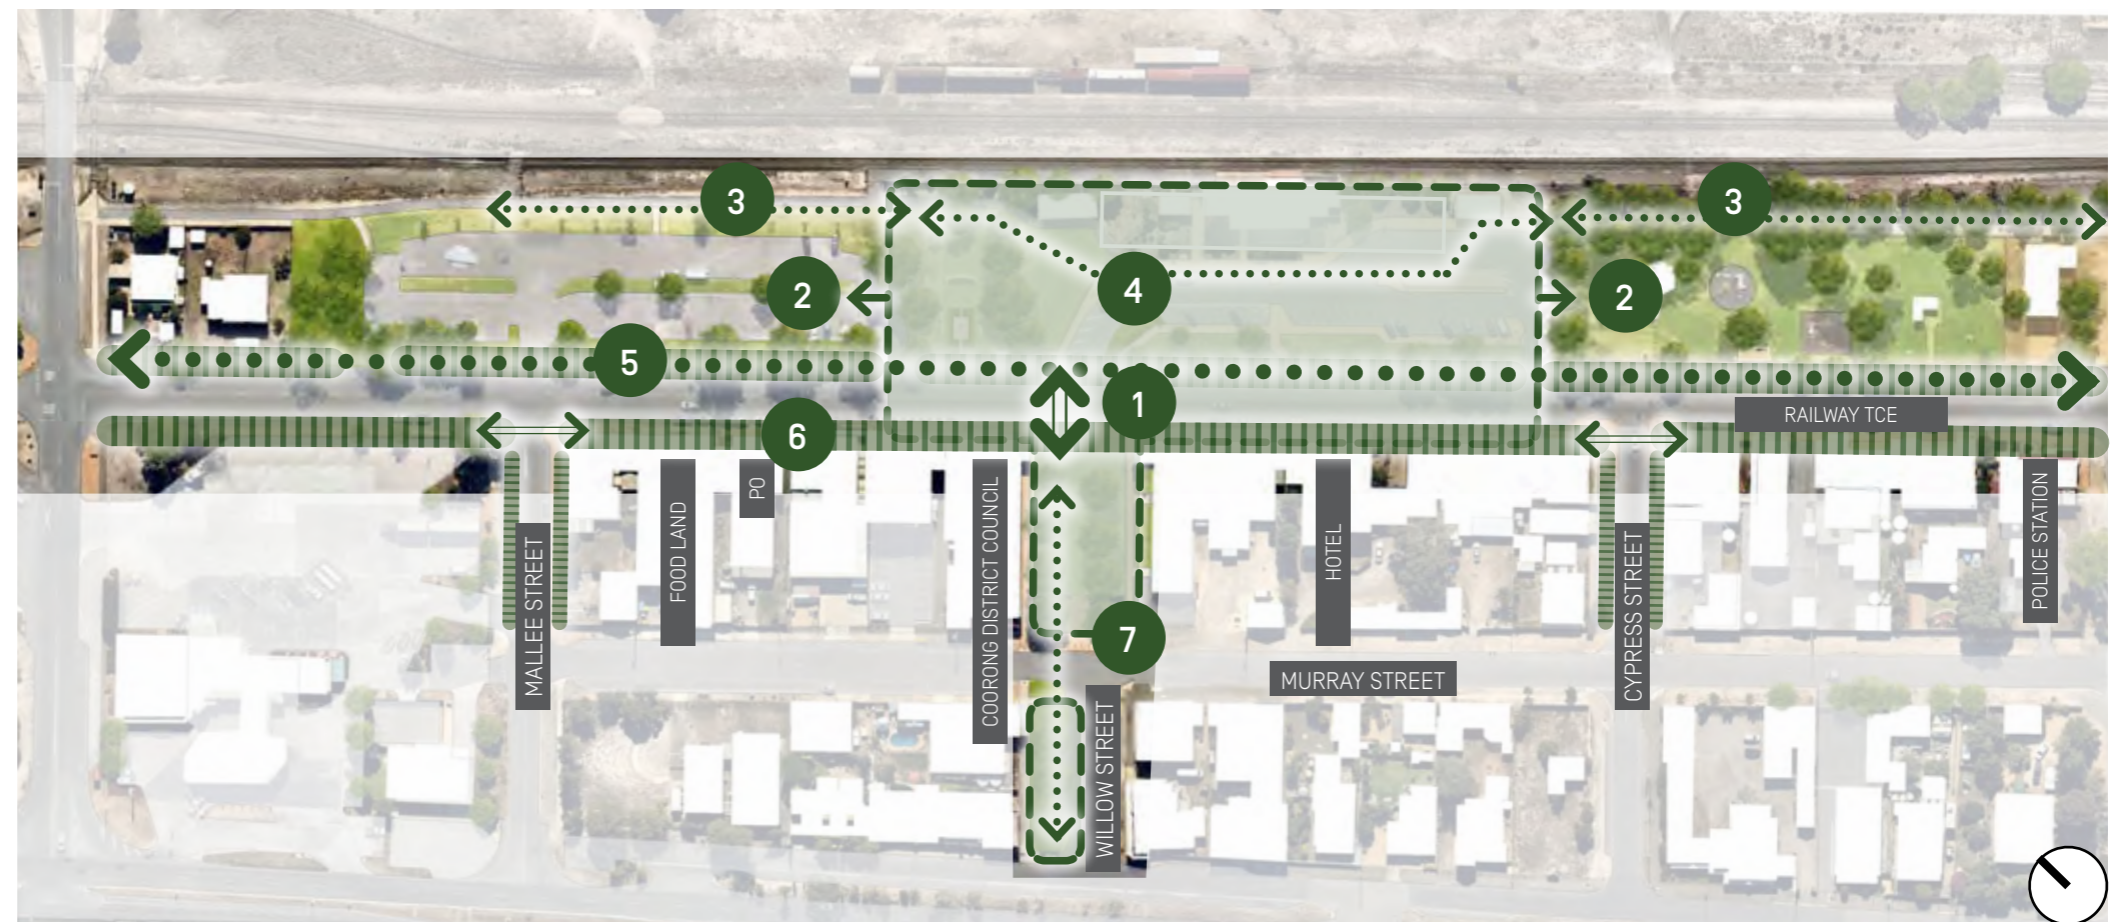 3
3
2
4
2
5
1
RAILWAY TCE
6
MALLEE STREET
FOOD LAND
PO
COORONG DISTRICT COUNCIL
7
WILLOW STREET
HOTEL
MURRAY STREET
CYPRESS STREET
POLICE STATION